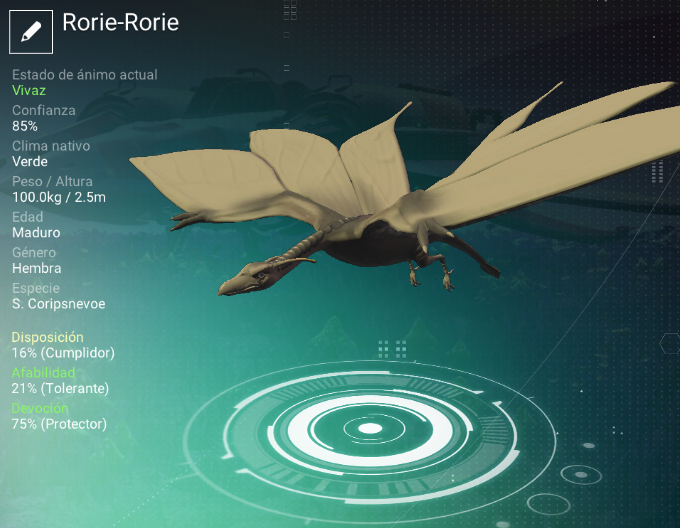 Rorie-Rorie
Estado de ánimo actual
Vivaz
Confianza
85%
Clima nativo
Verde
Peso / Altura
100.0kg / 2.5m
Edad
Maduro
Género
Hembra
Especie
S. Coripsnevoe
Disposición
16% (Cumplidor)
Afabilidad
21% (Tolerante)
Devoción
75% (Protector)